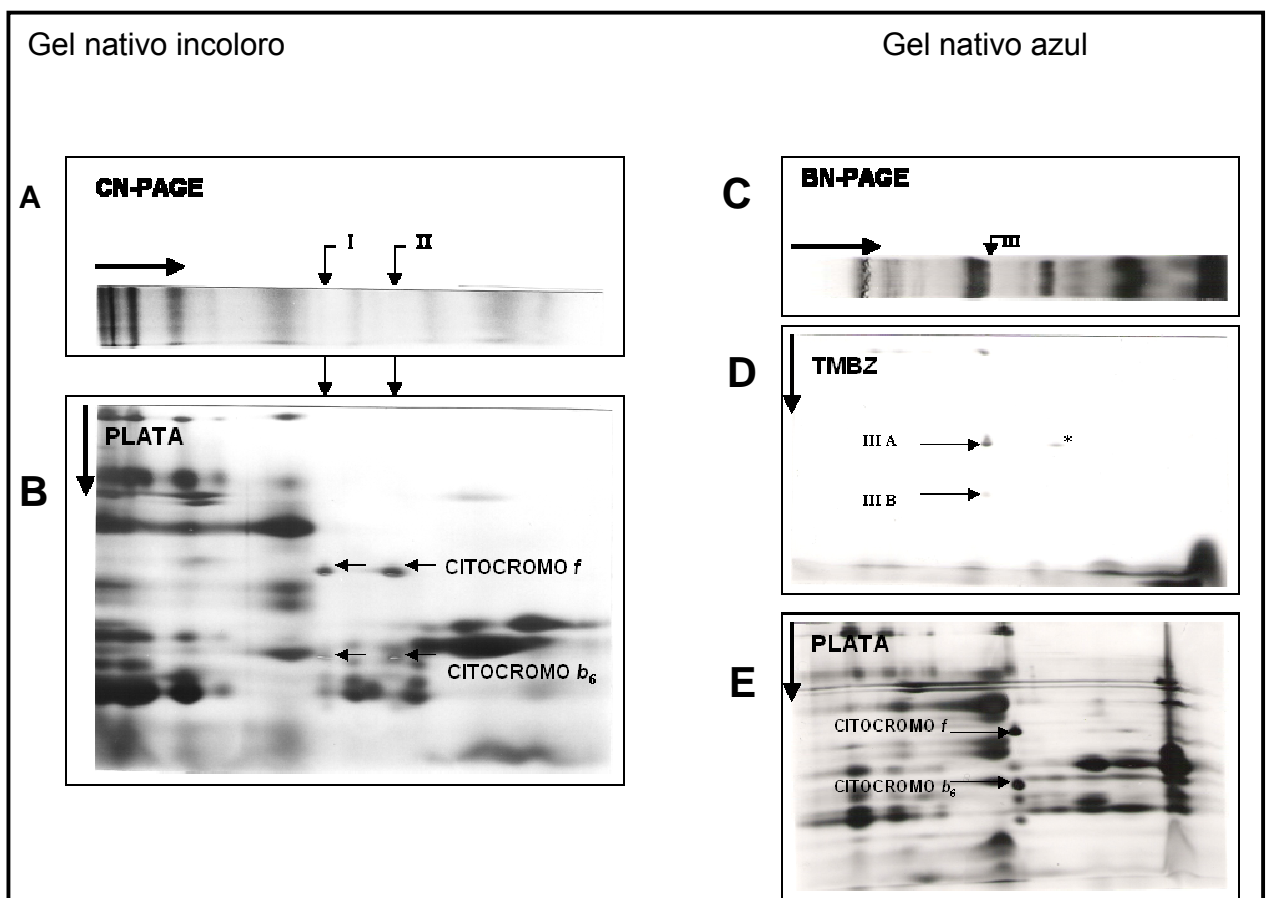 Gel nativo incoloro
Gel nativo azul
A
CN-PAGE
I
II
B
PLATA
CITOCROMO f
CITOCROMO b6
C
BN-PAGE
III
D
TMBZ
III A
*
III B
E
PLATA
CITOCROMO f
CITOCROMO b6